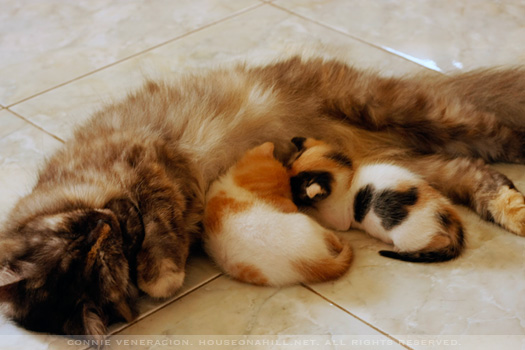 CONNIE VENERACION. HOUSEONAHILL.NET. ALL RIGHTS RESERVED.